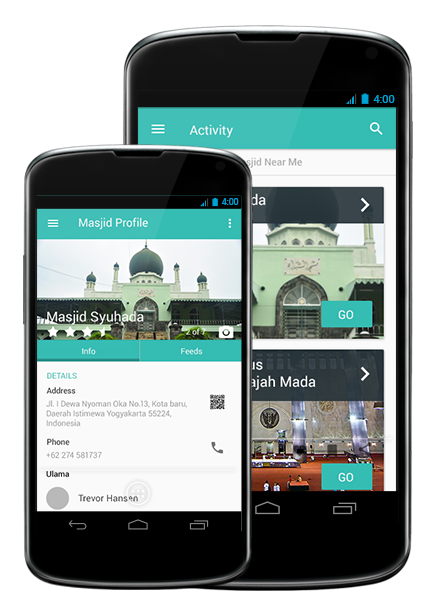 4:00
Activity
sjid Near Me
da
GO
us
ajah Mada
GO
4:00
Masjid Profile
Masjid Syuhada
2 of
Info
Feeds
DETAILS
Address
Jl. I Dewa Nyoman Oka No.13, Kota baru,
Daerah Istimewa Yogyakarta 55224,
Indonesia
Phone
+62 274 581737
Ulama
Trevor Hansen